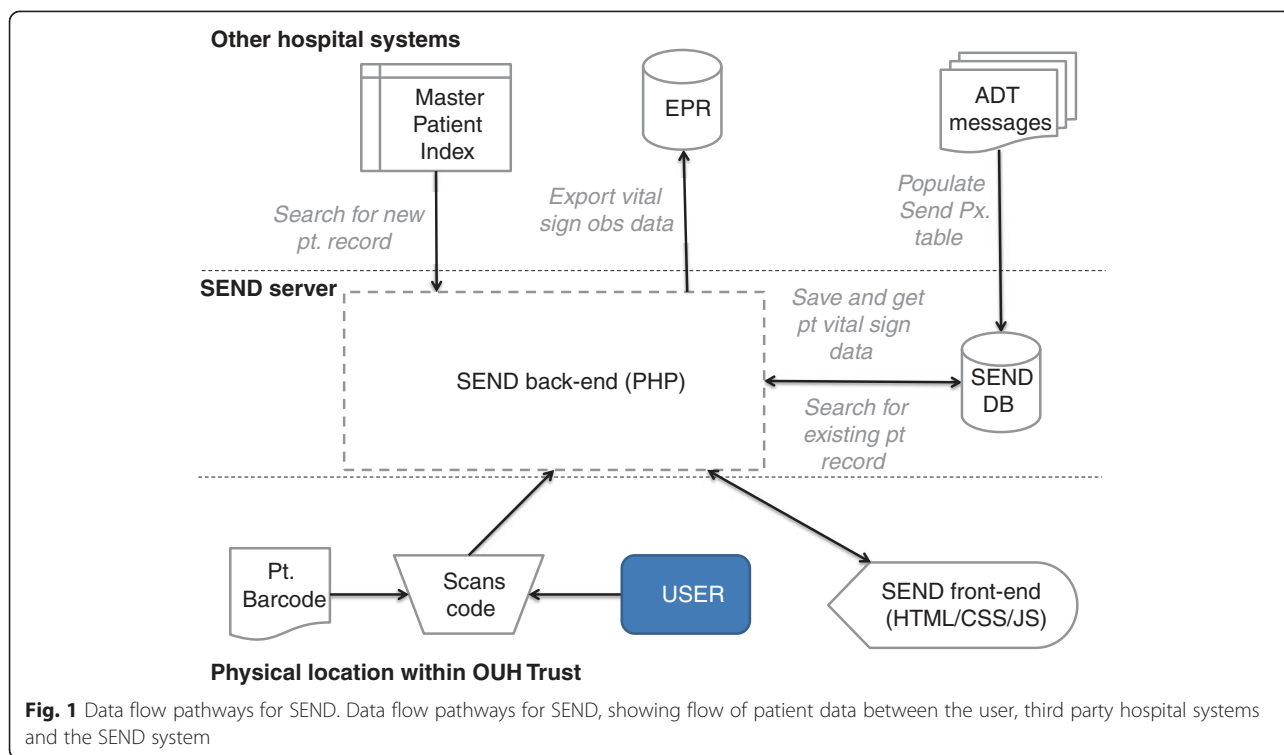 Other hospital systems
Master
Patient
Index
EPR
ADT
messages
Search for new
pt. record
Export vital
sign obs data
Populate
Send Px.
table
SEND server
SEND back-end (PHP)
Save and get
pt vital sign
data
Search for
existing pt
record
SEND
DB
Pt.
Barcode
Scans
code
USER
SEND front-end
(HTML/CSS/JS)
Physical location within OUH Trust
Fig. 1 Data flow pathways for SEND. Data flow pathways for SEND, showing flow of patient data between the user, third party hospital systems
and the SEND system